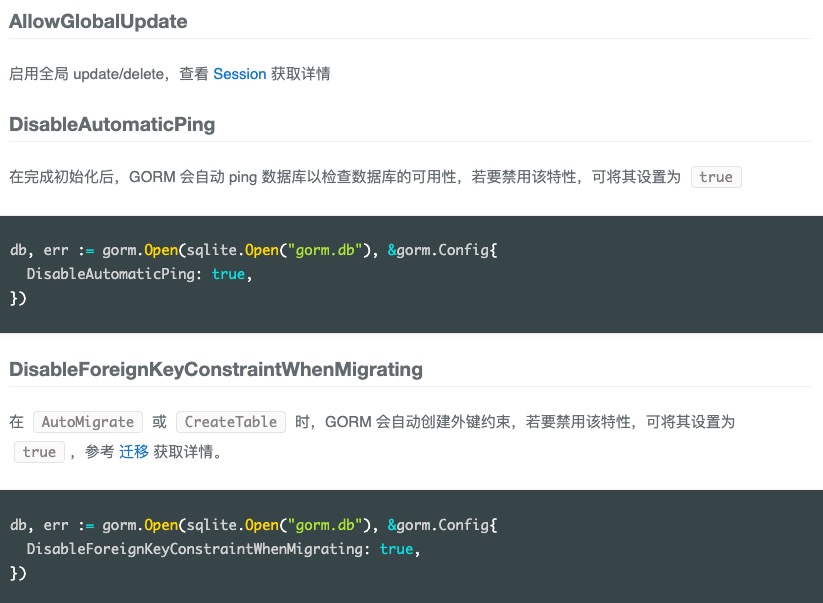 AllowGlobalUpdate
启用全局 update/delete，查看 Session 获取详情
DisableAutomaticPing
在完成初始化后，GORM 会自动 ping 数据库以检查数据库的可用性，若要禁用该特性，可将其设置为 true
db, err := gorm.Open(sqlite.Open("gorm.db"), &gorm.Config{
  DisableAutomaticPing: true,
})
DisableForeignKeyConstraintWhenMigrating
在 AutoMigrate 或 CreateTable 时，GORM 会自动创建外键约束，若要禁用该特性，可将其设置为
true ，参考 迁移 获取详情。
db, err := gorm.Open(sqlite.Open("gorm.db"), &gorm.Config{
  DisableForeignKeyConstraintWhenMigrating: true,
})